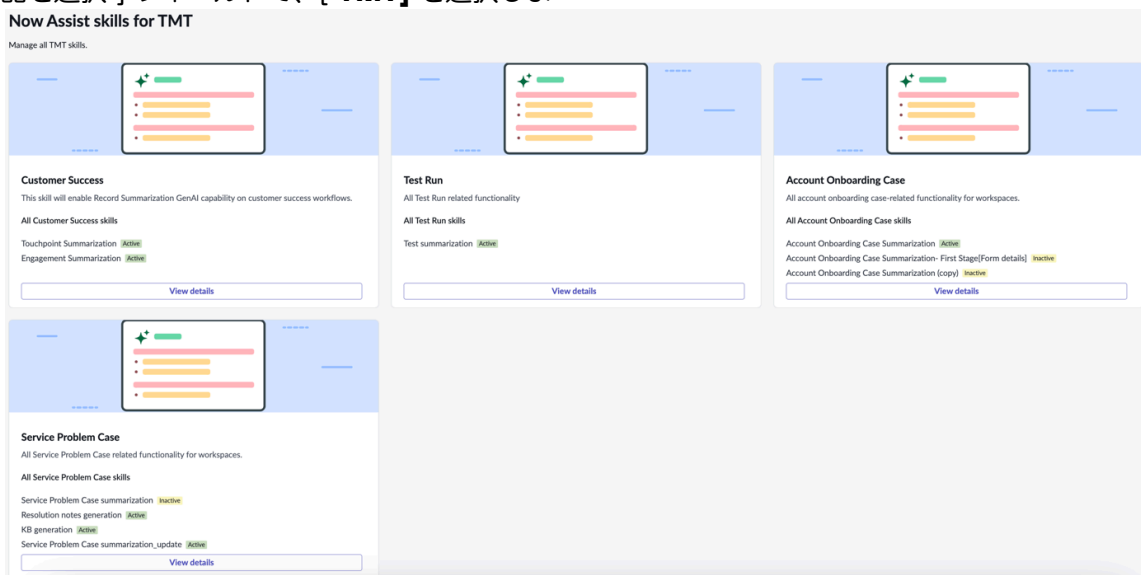 Now Assist skills for TMT
Manage all TMT skills.
Customer Success
This skill will enable Record Summarization GenAI capability on customer success workflows.
All Customer Success skills
Touchpoint Summarization Active
Engagement Summarization Active
View details
Test Run
All Test Run related functionality
All Test Run skills
Test summarization Active
View details
Account Onboarding Case
All account onboarding case-related functionality for workspaces.
All Account Onboarding Case skills
Account Onboarding Case Summarization Active
Account Onboarding Case Summarization- First Stage[Form details] Inactive
Account Onboarding Case Summarization (copy) Inactive
View details
Service Problem Case
All Service Problem Case related functionality for workspaces.
All Service Problem Case skills
Service Problem Case summarization Inactive
Resolution notes generation Active
KB generation Active
Service Problem Case summarization_update Active
View details